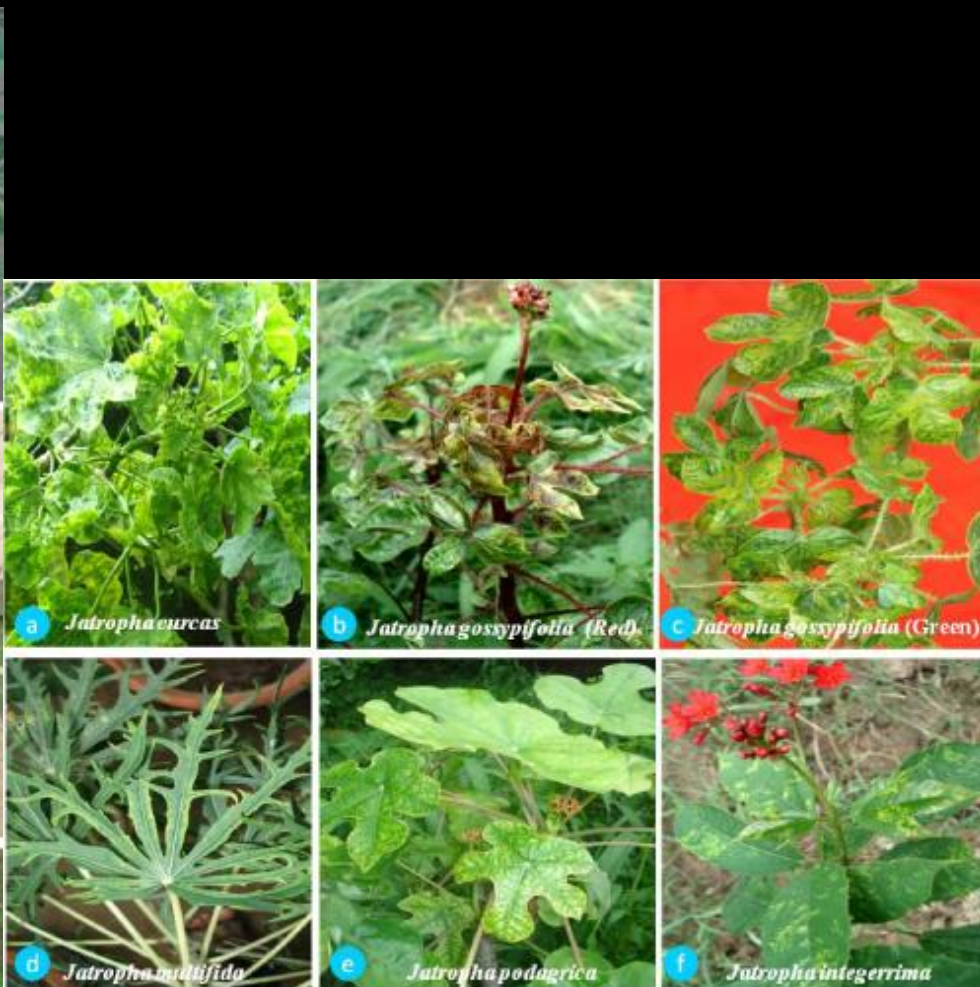 a Jatropha curcas
b Jatropha gossypifolia (Red)
c Jatropha gossypifolia (Green)
d Jatropha multifida
e Jatropha podagrica
f Jatropha integerrima